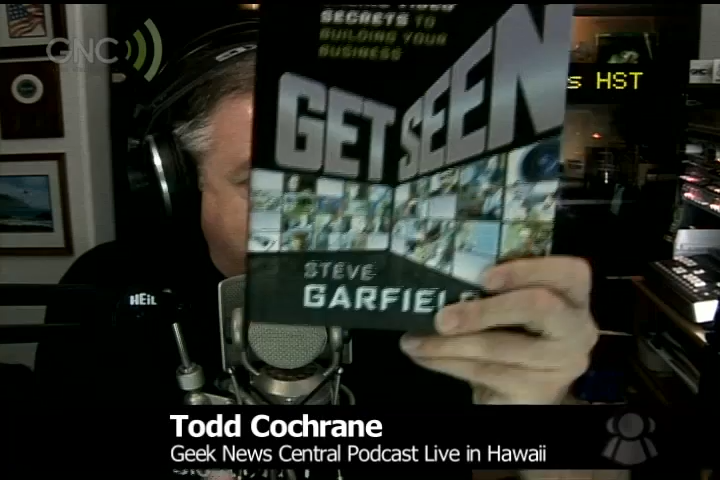 GNC
SECRETS TO
BUILDING YOUR
BUSINESS
s HST
GET SEEN
STEVE
GARFIEL
HEiL
Todd Cochrane
Geek News Central Podcast Live in Hawaii